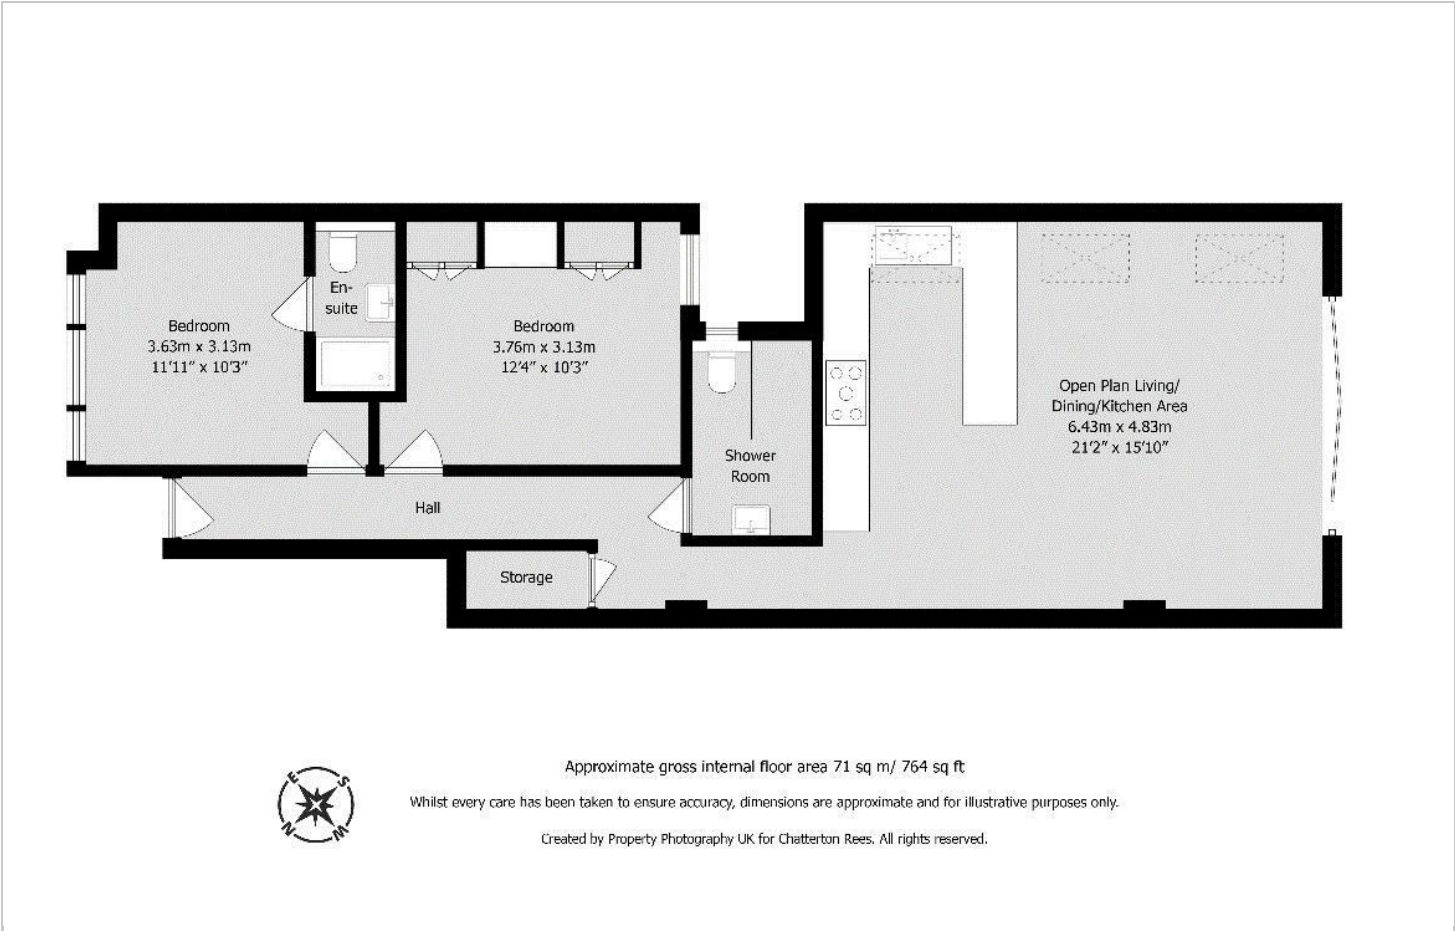 Bedroom
3.63m x 3.13m
11'11" x 10'3"
En-
suite
Bedroom
3.76m x 3.13m
12'4" x 10'3"
Open Plan Living/
Dining/Kitchen Area
6.43m x 4.83m
21'2" x 15'10"
Shower
Room
Hall
Storage
E
S
N
W
Approximate gross internal floor area 71 sq m/ 764 sq ft
Whilst every care has been taken to ensure accuracy, dimensions are approximate and for illustrative purposes only.
Created by Property Photography UK for Chatterton Rees. All rights reserved.